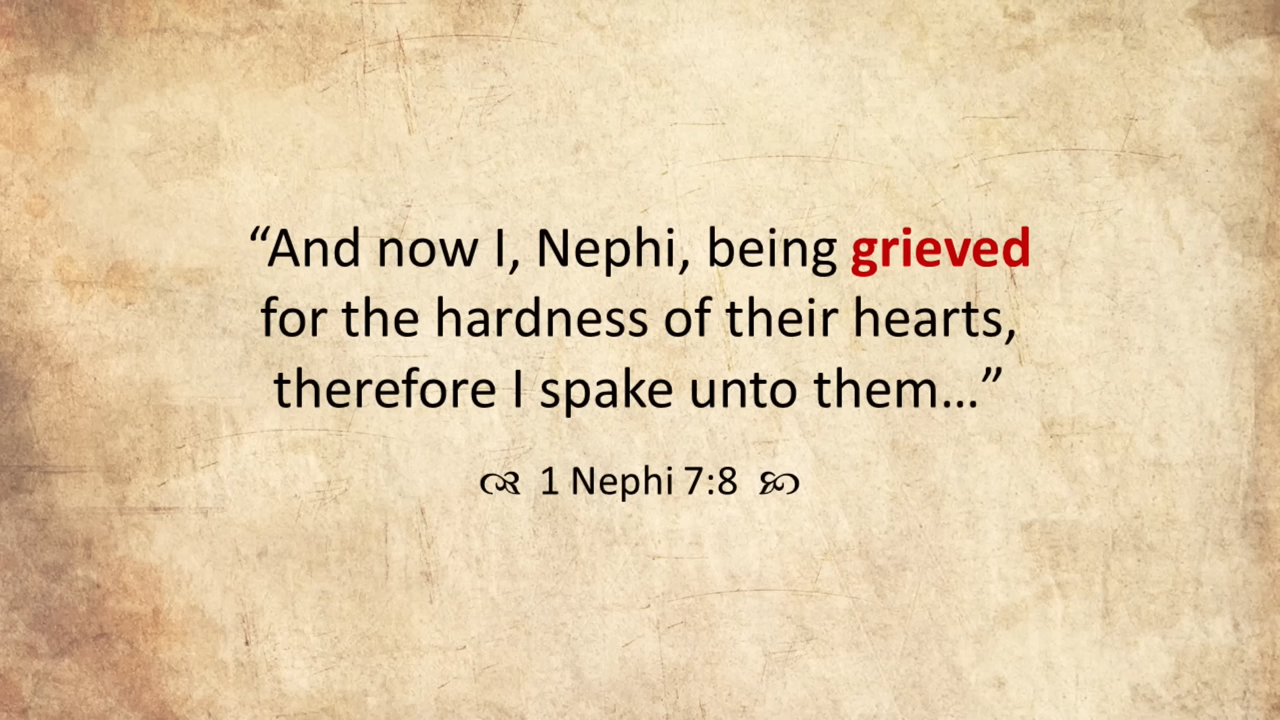 “And now I, Nephi, being grieved
for the hardness of their hearts,
therefore I spake unto them…”
1 Nephi 7:8